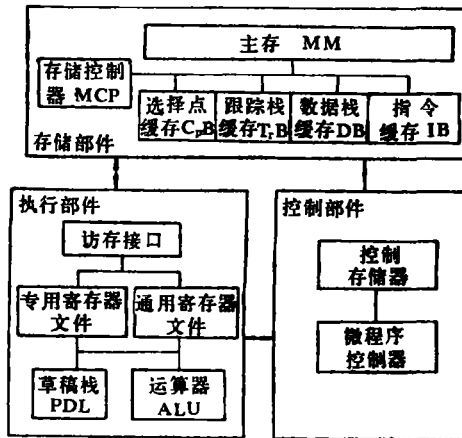 主存 MM
存储控制
器 MCP
选择点
缓存CPB
跟踪栈
缓存TrB
数据栈
缓存DB
指令
缓存 IB
存储部件
执行部件
访存接口
专用寄存器
文件
通用寄存器
文件
草稿栈
PDL
运算器
ALU
控制部件
控制
存储器
微程序
控制器